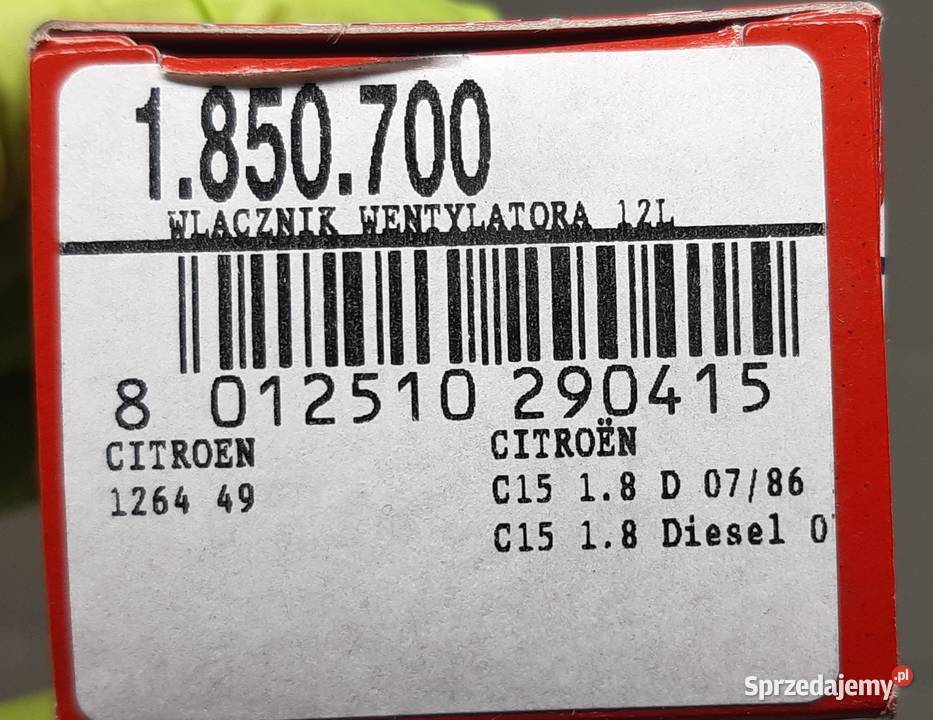 1.850.700
WLACZNIK WENTYLATORA 12L
8 012510 290415
CITROEN
1264 49
CITROËN
C15 1.8 D 07/86
C15 1.8 Diesel 0
Sprzedajemy.pl